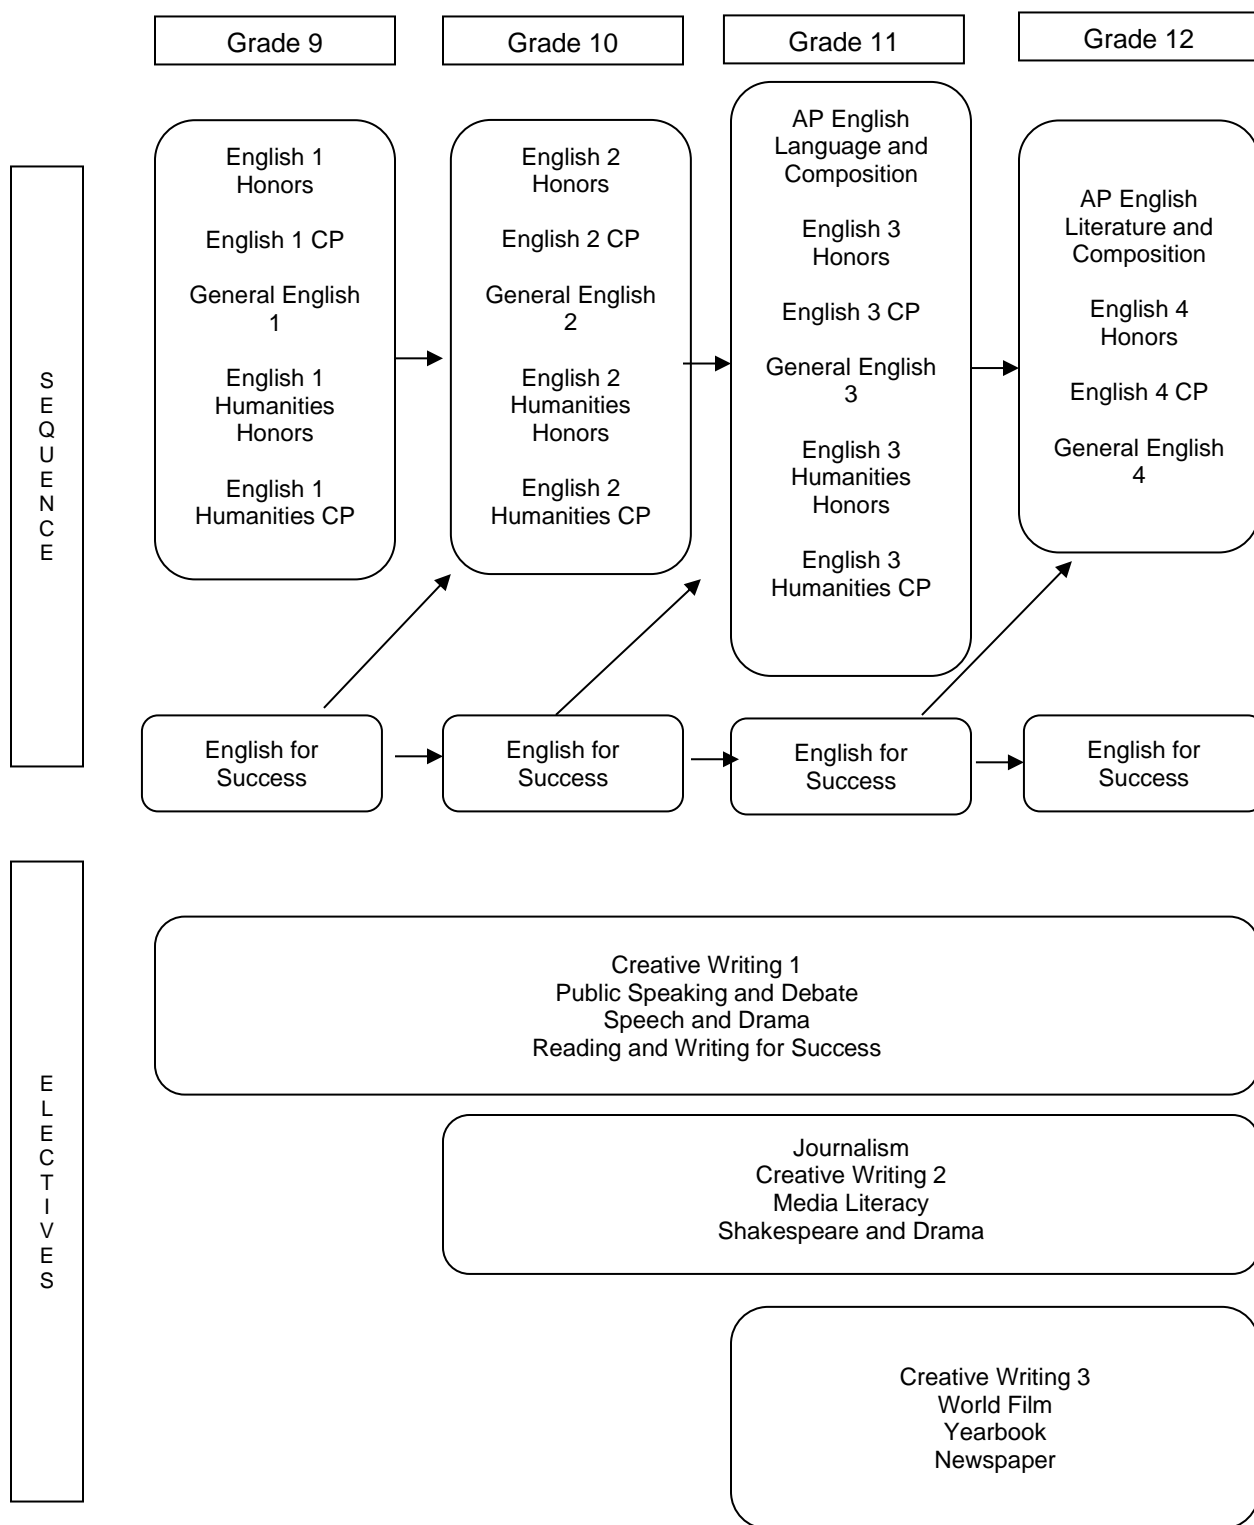 Grade 9
Grade 10
Grade 11
Grade 12
SEQUENCE
English 1
Honors
English 1 CP
General English
1
English 1
Humanities
Honors
English 1
Humanities CP
English 2
Honors
English 2 CP
General English
2
English 2
Humanities
Honors
English 2
Humanities CP
AP English
Language and
Composition
English 3
Honors
English 3 CP
General English
3
English 3
Humanities
Honors
English 3
Humanities CP
AP English
Literature and
Composition
English 4
Honors
English 4 CP
General English
4
English for
Success
English for
Success
English for
Success
English for
Success
ELECTIVES
Creative Writing 1
Public Speaking and Debate
Speech and Drama
Reading and Writing for Success
Journalism
Creative Writing 2
Media Literacy
Shakespeare and Drama
Creative Writing 3
World Film
Yearbook
Newspaper